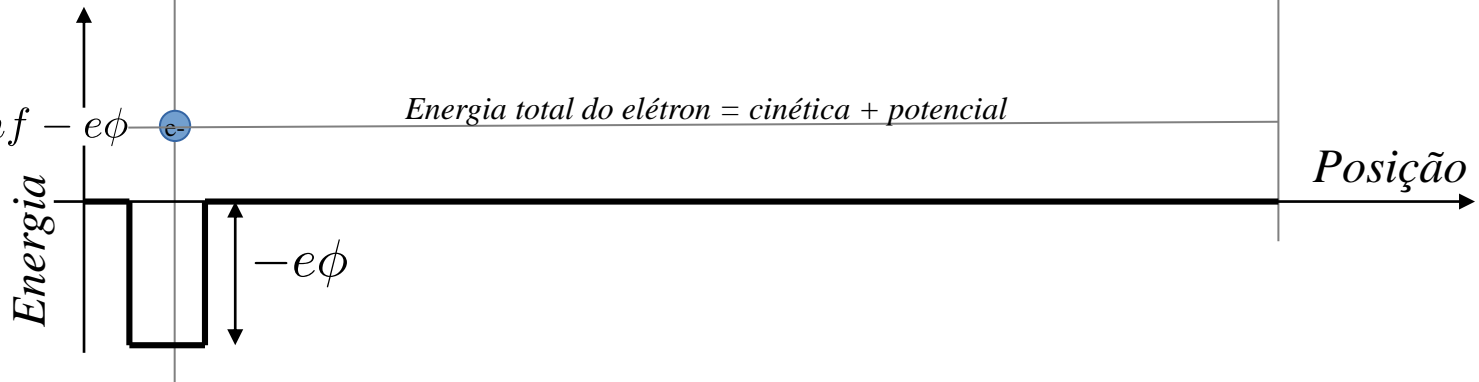 Energia total do elétron = cinética + potencial
f − eϕ
e-
Posição
Energia
−eϕ